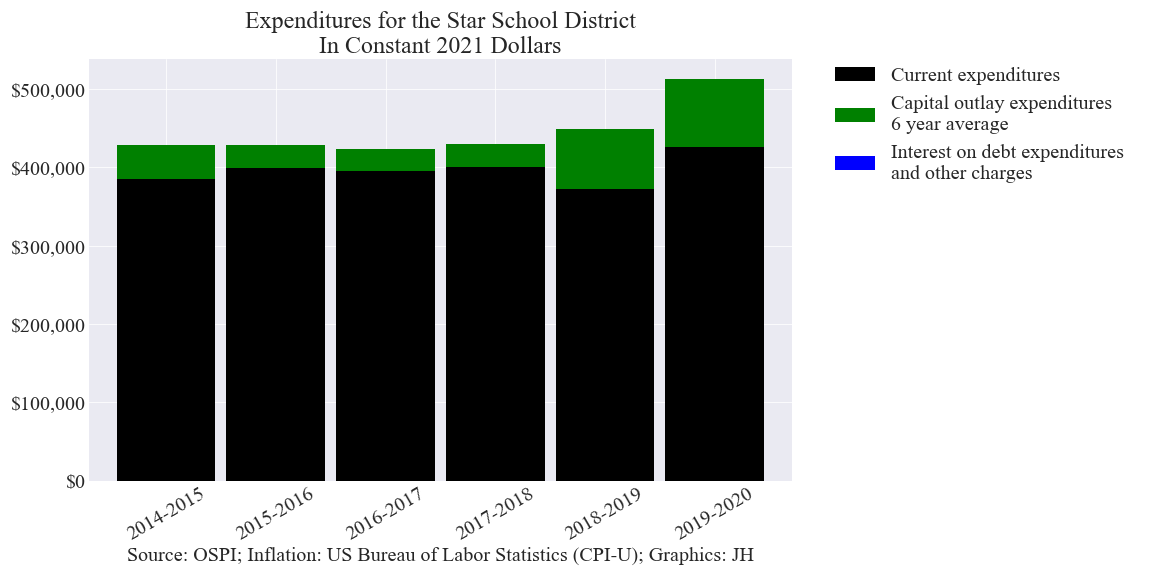 Expenditures for the Star School District
In Constant 2021 Dollars
$500,000
$400,000
$300,000
$200,000
$100,000
$0
2014-2015
2015-2016
2016-2017
2017-2018
2018-2019
2019-2020
Source: OSPI; Inflation: US Bureau of Labor Statistics (CPI-U); Graphics: JH
Current expenditures
Capital outlay expenditures
6 year average
Interest on debt expenditures
and other charges